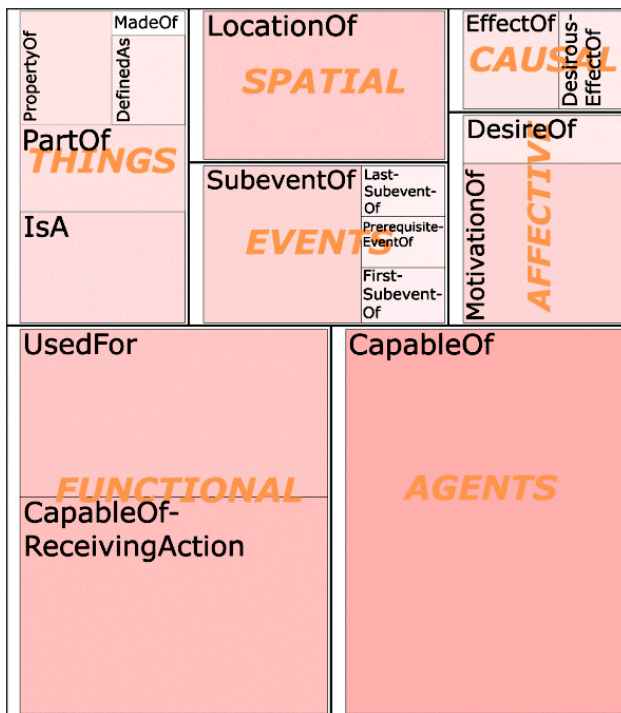 PropertyOf
MadeOf
DefinedAs
PartOf
THINGS
IsA
LocationOf
SPATIAL
SubeventOf
EVENTS
Last-
Subevent-
Of
Prerequisite-
EventOf
First-
Subevent-
Of
EffectOf
CAUSAL
Desirous-
EffectOf
DesireOf
MotivationOf
AFFECTIVE
UsedFor
FUNCTIONAL
CapableOf-
ReceivingAction
CapableOf
AGENTS